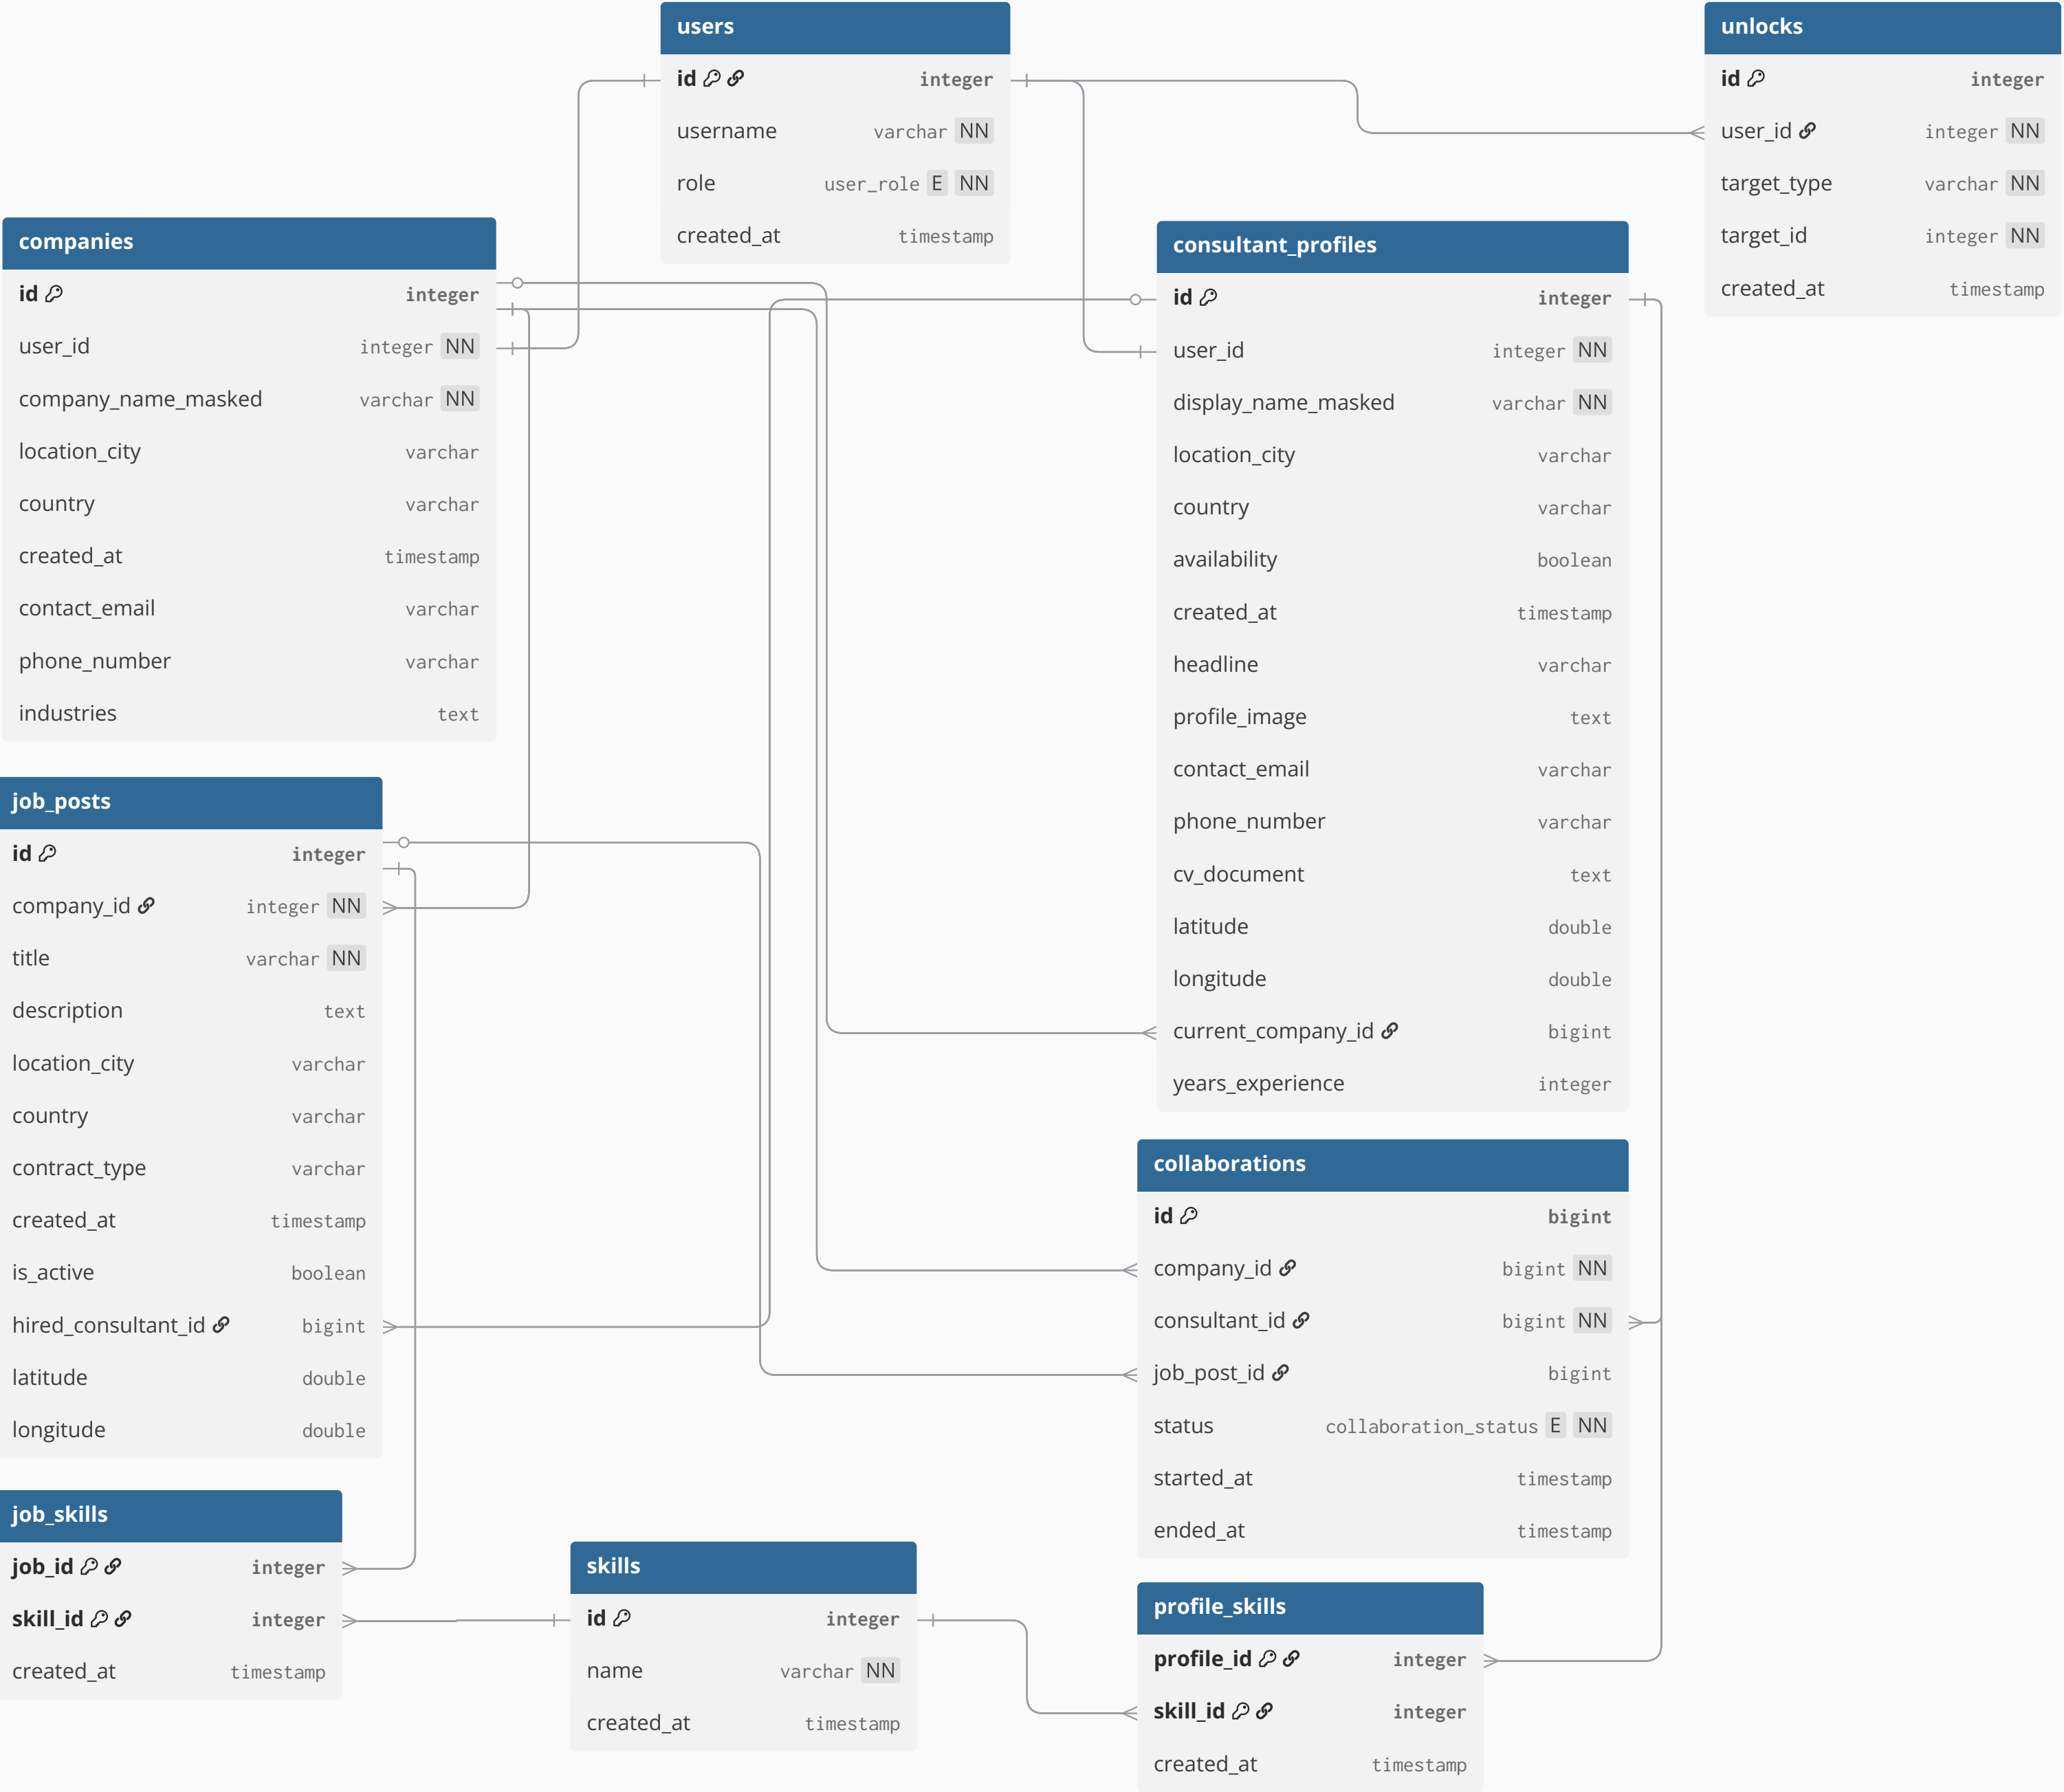 users
id integer
username varchar NN
role user_role E NN
created_at timestamp
unlocks
id integer
user_id integer NN
target_type varchar NN
target_id integer NN
created_at timestamp
companies
id integer
user_id integer NN
company_name_masked varchar NN
location_city varchar
country varchar
created_at timestamp
contact_email varchar
phone_number varchar
industries text
consultant_profiles
id integer
user_id integer NN
display_name_masked varchar NN
location_city varchar
country varchar
availability boolean
created_at timestamp
headline varchar
profile_image text
contact_email varchar
phone_number varchar
cv_document text
latitude double
longitude double
current_company_id bigint
years_experience integer
job_posts
id integer
company_id integer NN
title varchar NN
description text
location_city varchar
country varchar
contract_type varchar
created_at timestamp
is_active boolean
hired_consultant_id bigint
latitude double
longitude double
collaborations
id bigint
company_id bigint NN
consultant_id bigint NN
job_post_id bigint
status collaboration_status E NN
started_at timestamp
ended_at timestamp
job_skills
job_id integer
skill_id integer
created_at timestamp
skills
id integer
name varchar NN
created_at timestamp
profile_skills
profile_id integer
skill_id integer
created_at timestamp